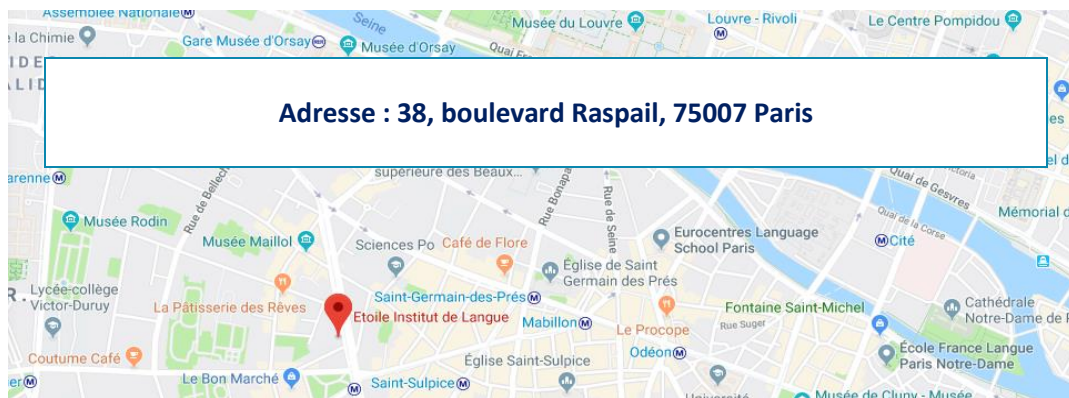 Assemblée Nationale
Seine
Musée du Louvre
Louvre - Rivoli
Le Centre Pompidou
la Chimie
Gare Musée d'Orsay
Musée d'Orsay
Quai
Adresse : 38, boulevard Raspail, 75007 Paris
supérieure des Beaux...
Rue de Bellech
Rue Bonapa
Rue de Seine
Quai de Gesvres
Musée Rodin
Musée Maillol
Sciences Po
Café de Flore
Eurocentres Language
School Paris
Quai de la Corse
Cité
Mémorial d
Église de Saint
Germain des Prés
Lycée-collège
Victor-Duruy
La Pâtisserie des Rêves
Saint-Germain-des-Prés
Etoile Institut de Langue
Mabillon
Le Procope
Fontaine Saint-Michel
Rue Suger
Cathédrale
Notre-Dame de P
Coutume Café
Église Saint-Sulpice
Odéon
École France Langue
Paris Notre-Dame
Le Bon Marché
Saint-Sulpice
Université
Musée de Cluny - Musée